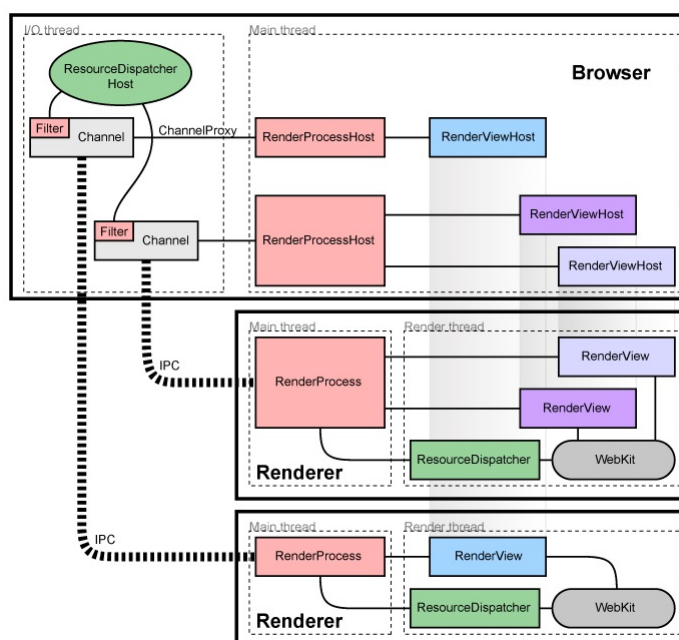 I/O thread
Main thread
ResourceDispatcher
Host
Browser
Filter
Channel
ChannelProxy
RenderProcessHost
RenderViewHost
RenderViewHost
Filter
Channel
RenderProcessHost
RenderViewHost
Main thread
Render thread
IPC
RenderProcess
RenderView
RenderView
ResourceDispatcher
WebKit
Renderer
Main thread
Render thread
IPC
RenderProcess
RenderView
ResourceDispatcher
WebKit
Renderer